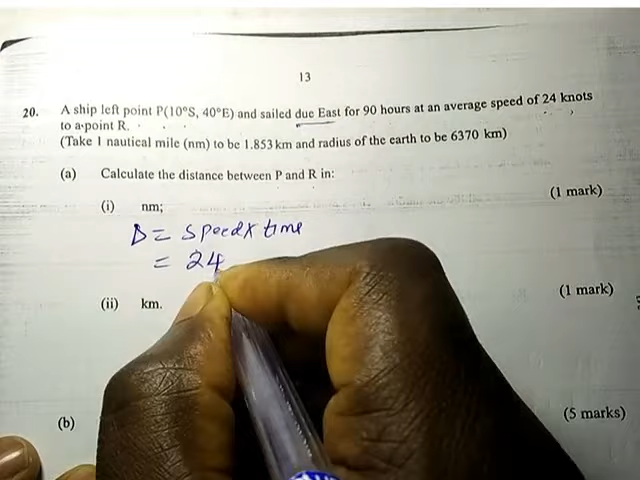 13
20. A ship left point P(10°S, 40°E) and sailed due East for 90 hours at an average speed of 24 knots
to a point R.
(Take 1 nautical mile (nm) to be 1.853 km and radius of the earth to be 6370 km)
(a) Calculate the distance between P and R in:
(i) nm; (1 mark)
D = speed x time
= 24
(ii) km. (1 mark)
(b) (5 marks)